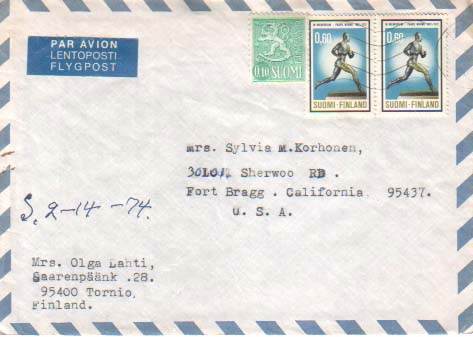 PAR AVION
LENTOPOSTI
FLYGPOST
0,10 SUOMI
0,60
SUOMI-FINLAND
0,60
SUOMI-FINLAND
mrs. Sylvia M.Korhonen,
Sherwoo RD .
Fort Bragg . California 95437.
U. S. A.
S. 2-14-74.
Mrs. Olga Lahti,
Saarenpäänk .28.
95400 Tornio,
Finland.